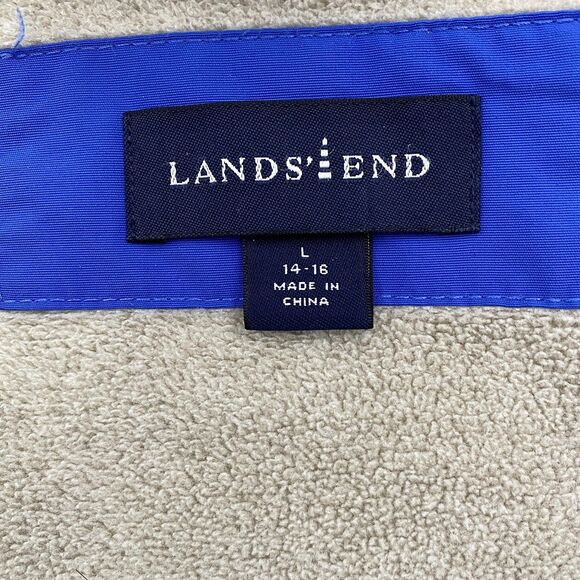 LANDS' END
L
14-16
MADE IN
CHINA